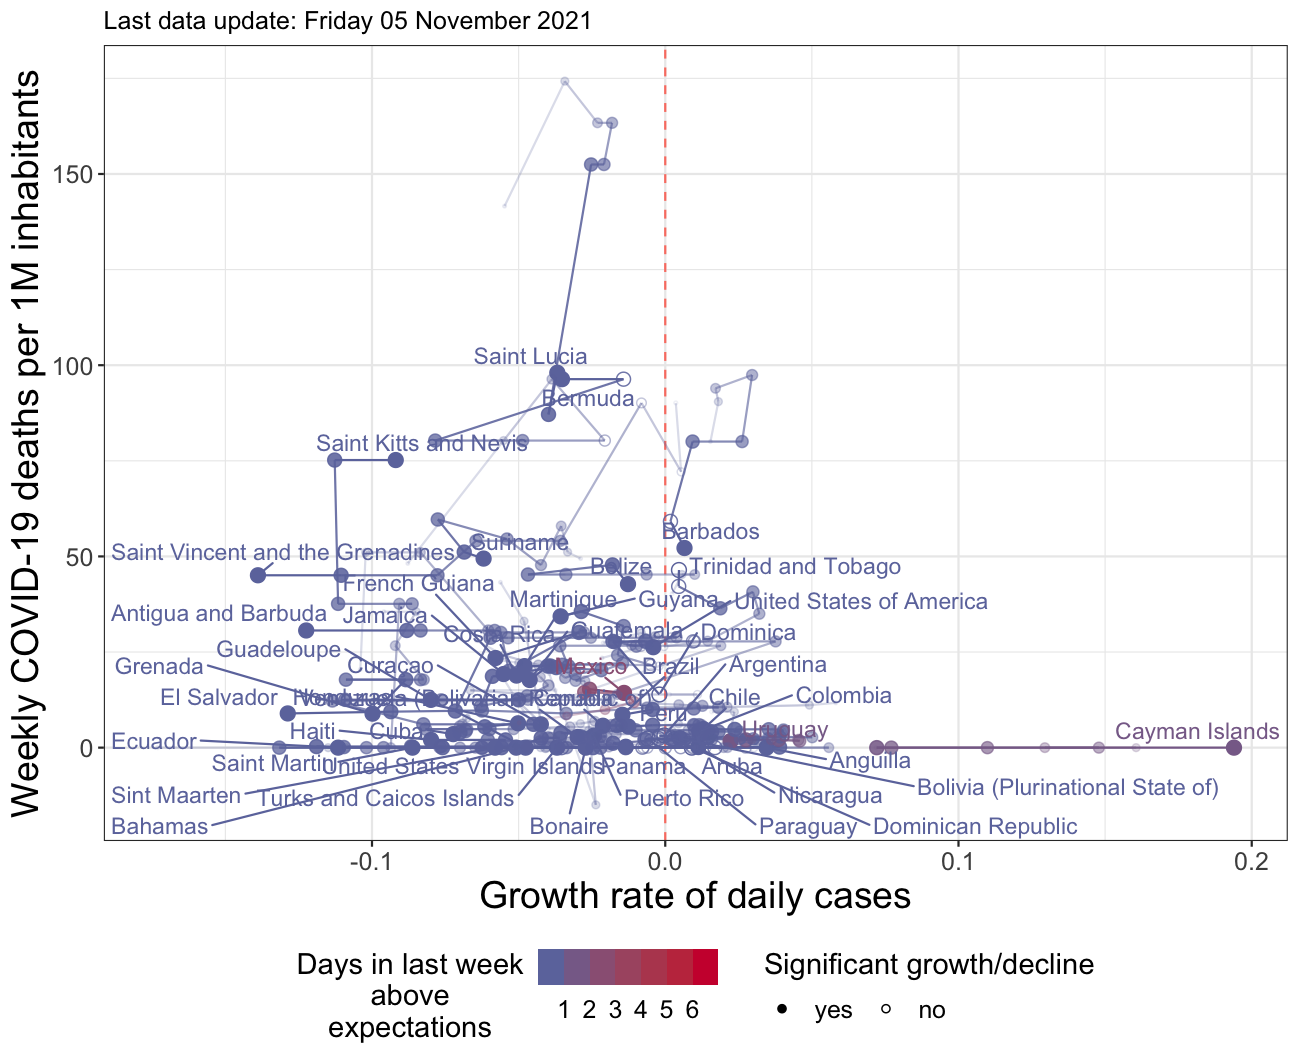 Last data update: Friday 05 November 2021
Weekly COVID-19 deaths per 1M inhabitants
150
100
50
0
Saint Lucia
Bermuda
Saint Kitts and Nevis
Barbados
Suriname
Saint Vincent and the Grenadines
Belize
Trinidad and Tobago
French Guiana
Martinique
Guyana
United States of America
Antigua and Barbuda
Jamaica
Costa Rica
Guatemala
Dominica
Guadeloupe
Grenada
Curacao
Mexico
Brazil
Argentina
El Salvador
Honduras
Venezuela (Bolivarian Republic of)
Canada
Chile
Colombia
Peru
Haiti
Cuba
Uruguay
Cayman Islands
Ecuador
Saint Martin
United States Virgin Islands
Panama
Aruba
Anguilla
Bolivia (Plurinational State of)
Sint Maarten
Turks and Caicos Islands
Puerto Rico
Nicaragua
Bahamas
Bonaire
Paraguay
Dominican Republic
-0.1
0.0
0.1
0.2
Growth rate of daily cases
Days in last week
above
expectations
1 2 3 4 5 6
Significant growth/decline
yes
no